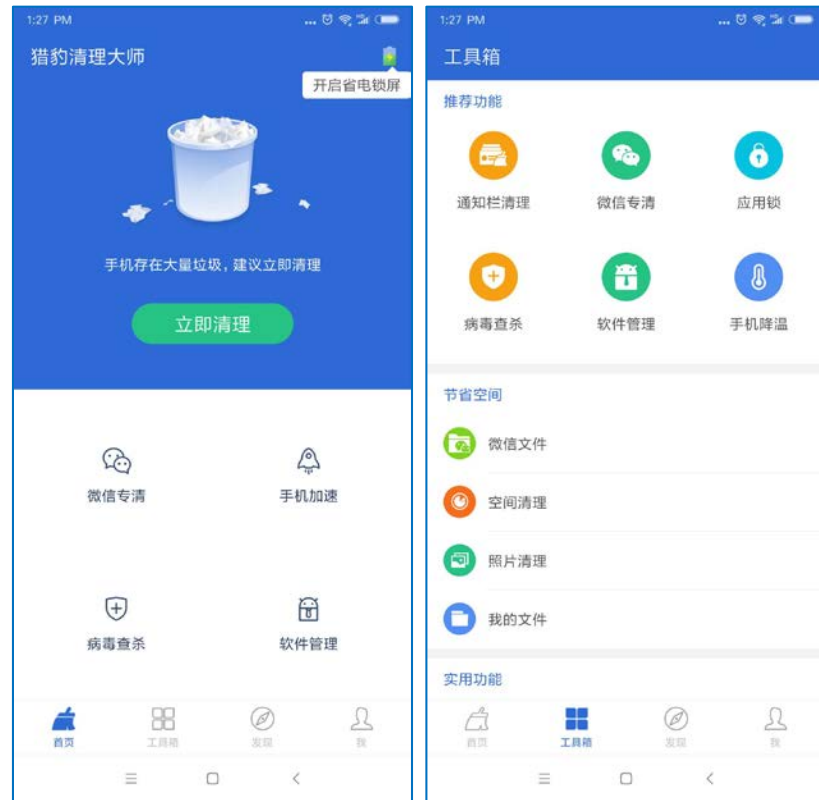 1:27 PM
猎豹清理大师
开启省电锁屏
手机存在大量垃圾，建议立即清理
立即清理
微信专清
手机加速
病毒查杀
软件管理
首页
工具箱
发现
我
1:27 PM
工具箱
推荐功能
通知栏清理
微信专清
应用锁
病毒查杀
软件管理
手机降温
节省空间
微信文件
空间清理
照片清理
我的文件
实用功能
首页
工具箱
发现
我